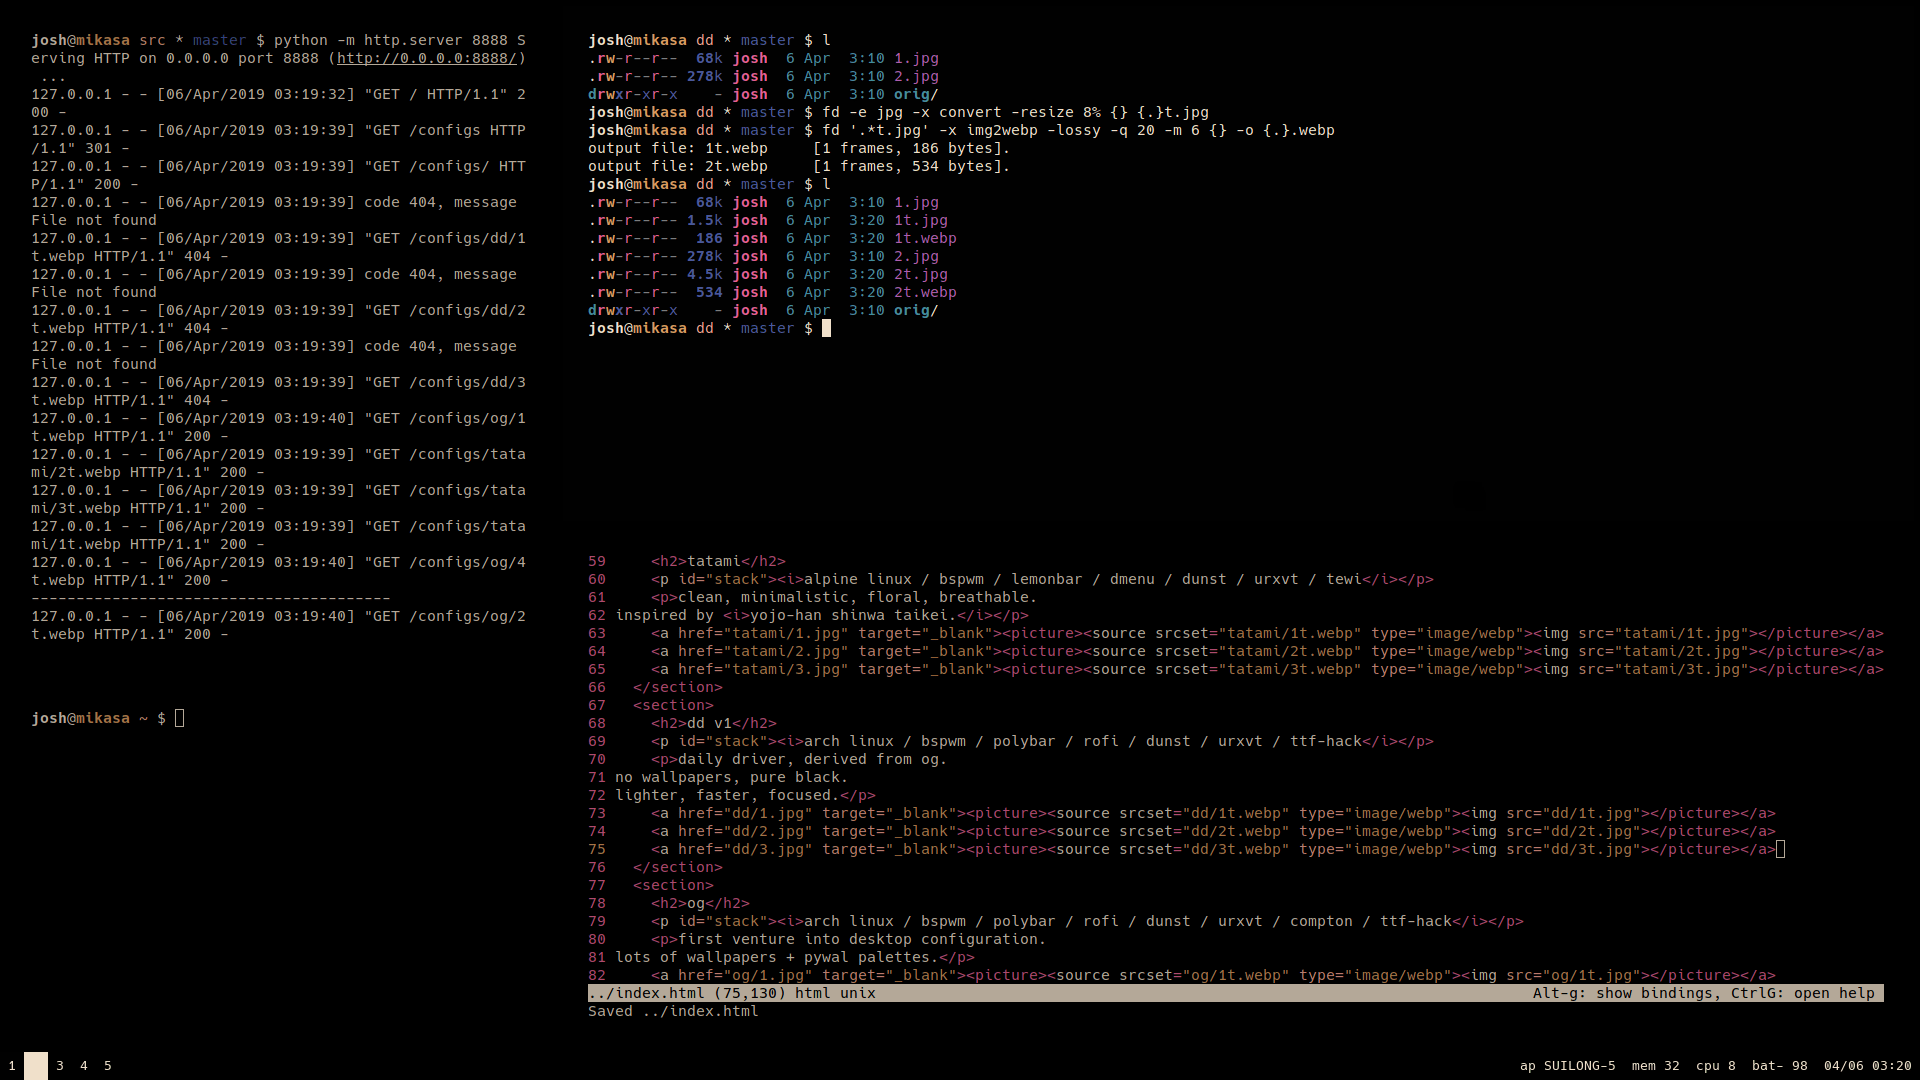 josh@mikasa src * master $ python -m http.server 8888 S
erving HTTP on 0.0.0.0 port 8888 (http://0.0.0.0:8888/)
 ...
127.0.0.1 - - [06/Apr/2019 03:19:32] "GET / HTTP/1.1" 2
00 -
127.0.0.1 - - [06/Apr/2019 03:19:39] "GET /configs HTTP
/1.1" 301 -
127.0.0.1 - - [06/Apr/2019 03:19:39] "GET /configs/ HTT
P/1.1" 200 -
127.0.0.1 - - [06/Apr/2019 03:19:39] code 404, message
File not found
127.0.0.1 - - [06/Apr/2019 03:19:39] "GET /configs/dd/1
t.webp HTTP/1.1" 404 -
127.0.0.1 - - [06/Apr/2019 03:19:39] code 404, message
File not found
127.0.0.1 - - [06/Apr/2019 03:19:39] "GET /configs/dd/2
t.webp HTTP/1.1" 404 -
127.0.0.1 - - [06/Apr/2019 03:19:39] code 404, message
File not found
127.0.0.1 - - [06/Apr/2019 03:19:39] "GET /configs/dd/3
t.webp HTTP/1.1" 404 -
127.0.0.1 - - [06/Apr/2019 03:19:40] "GET /configs/og/1
t.webp HTTP/1.1" 200 -
127.0.0.1 - - [06/Apr/2019 03:19:39] "GET /configs/tata
mi/2t.webp HTTP/1.1" 200 -
127.0.0.1 - - [06/Apr/2019 03:19:39] "GET /configs/tata
mi/3t.webp HTTP/1.1" 200 -
127.0.0.1 - - [06/Apr/2019 03:19:39] "GET /configs/tata
mi/1t.webp HTTP/1.1" 200 -
127.0.0.1 - - [06/Apr/2019 03:19:40] "GET /configs/og/4
t.webp HTTP/1.1" 200 -
----------------------------------------
127.0.0.1 - - [06/Apr/2019 03:19:40] "GET /configs/og/2
t.webp HTTP/1.1" 200 -
josh@mikasa ~ $
josh@mikasa dd * master $ l
.rw-r--r--  68k josh  6 Apr  3:10 1.jpg
.rw-r--r-- 278k josh  6 Apr  3:10 2.jpg
drwxr-xr-x    - josh  6 Apr  3:10 orig/
josh@mikasa dd * master $ fd -e jpg -x convert -resize 8% {} {.}t.jpg
josh@mikasa dd * master $ fd '.*t.jpg' -x img2webp -lossy -q 20 -m 6 {} -o {.}.webp
output file: 1t.webp     [1 frames, 186 bytes].
output file: 2t.webp     [1 frames, 534 bytes].
josh@mikasa dd * master $ l
.rw-r--r--  68k josh  6 Apr  3:10 1.jpg
.rw-r--r-- 1.5k josh  6 Apr  3:20 1t.jpg
.rw-r--r--  186 josh  6 Apr  3:20 1t.webp
.rw-r--r-- 278k josh  6 Apr  3:10 2.jpg
.rw-r--r-- 4.5k josh  6 Apr  3:20 2t.jpg
.rw-r--r--  534 josh  6 Apr  3:20 2t.webp
drwxr-xr-x    - josh  6 Apr  3:10 orig/
josh@mikasa dd * master $
59     <h2>tatami</h2>
60     <p id="stack"><i>alpine linux / bspwm / lemonbar / dmenu / dunst / urxvt / tewi</i></p>
61     <p>clean, minimalistic, floral, breathable.
62 inspired by <i>yojo-han shinwa taikei.</i></p>
63     <a href="tatami/1.jpg" target="_blank"><picture><source srcset="tatami/1t.webp" type="image/webp"><img src="tatami/1t.jpg"></picture></a>
64     <a href="tatami/2.jpg" target="_blank"><picture><source srcset="tatami/2t.webp" type="image/webp"><img src="tatami/2t.jpg"></picture></a>
65     <a href="tatami/3.jpg" target="_blank"><picture><source srcset="tatami/3t.webp" type="image/webp"><img src="tatami/3t.jpg"></picture></a>
66   </section>
67   <section>
68     <h2>dd v1</h2>
69     <p id="stack"><i>arch linux / bspwm / polybar / rofi / dunst / urxvt / ttf-hack</i></p>
70     <p>daily driver, derived from og.
71 no wallpapers, pure black.
72 lighter, faster, focused.</p>
73     <a href="dd/1.jpg" target="_blank"><picture><source srcset="dd/1t.webp" type="image/webp"><img src="dd/1t.jpg"></picture></a>
74     <a href="dd/2.jpg" target="_blank"><picture><source srcset="dd/2t.webp" type="image/webp"><img src="dd/2t.jpg"></picture></a>
75     <a href="dd/3.jpg" target="_blank"><picture><source srcset="dd/3t.webp" type="image/webp"><img src="dd/3t.jpg"></picture></a>
76   </section>
77   <section>
78     <h2>og</h2>
79     <p id="stack"><i>arch linux / bspwm / polybar / rofi / dunst / urxvt / compton / ttf-hack</i></p>
80     <p>first venture into desktop configuration.
81 lots of wallpapers + pywal palettes.</p>
82     <a href="og/1.jpg" target="_blank"><picture><source srcset="og/1t.webp" type="image/webp"><img src="og/1t.jpg"></picture></a>
../index.html (75,130) html unix Alt-g: show bindings, CtrlG: open help
Saved ../index.html
1 3 4 5 ap SUILONG-5 mem 32 cpu 8 bat- 98 04/06 03:20